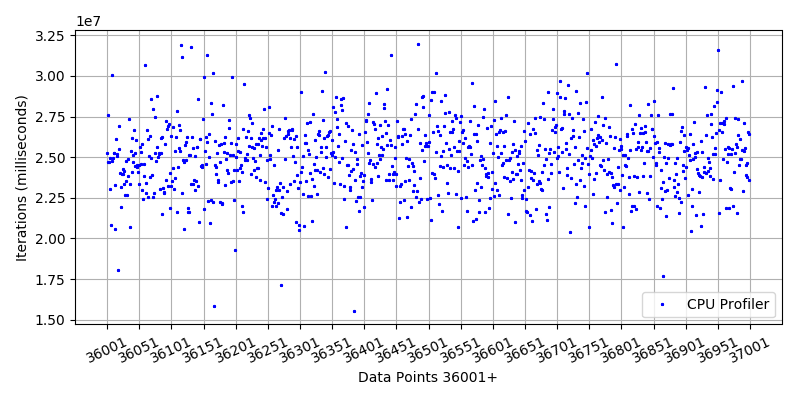 1e7
3.25
3.00
2.75
2.50
2.25
2.00
1.75
1.50
Iterations (milliseconds)
CPU Profiler
36001 36051 36101 36151 36201 36251 36301 36351 36401 36451 36501 36551 36601 36651 36701 36751 36801 36851 36901 36951 37001
Data Points 36001+